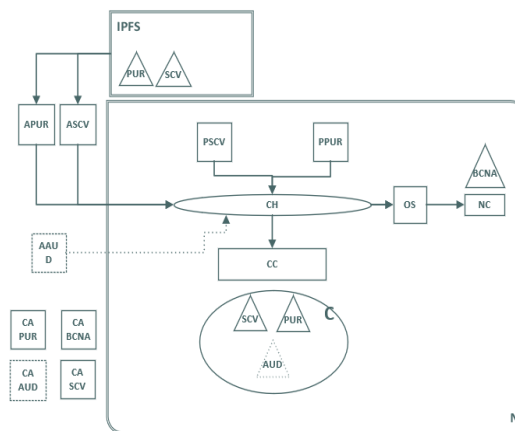 IPFS
PUR
SCV
APUR
ASCV
PSCV
PPUR
BCNA
CH
OS
NC
AAU
D
CC
CA
PUR
CA
BCNA
SCV
PUR
C
AUD
CA
AUD
CA
SCV
N